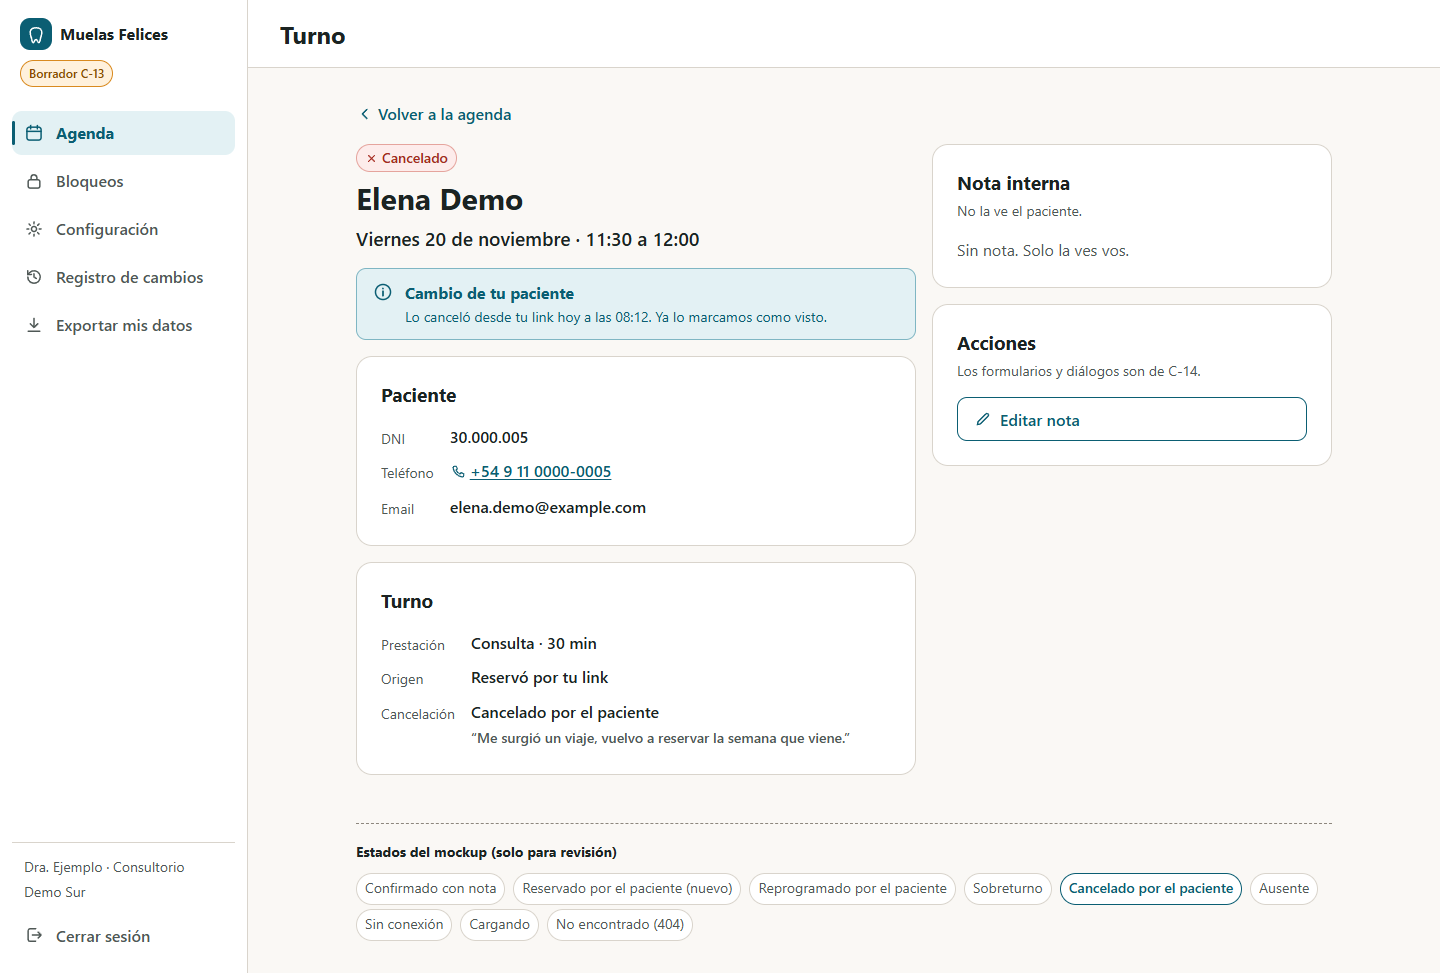 Muelas Felices
Borrador C-13
Agenda
Bloqueos
Configuración
Registro de cambios
Exportar mis datos
Dra. Ejemplo · Consultorio
Demo Sur
Cerrar sesión
Turno
Volver a la agenda
Cancelado
Elena Demo
Viernes 20 de noviembre · 11:30 a 12:00
Cambio de tu paciente
Lo canceló desde tu link hoy a las 08:12. Ya lo marcamos como visto.
Paciente
DNI 30.000.005
Teléfono +54 9 11 0000-0005
Email elena.demo@example.com
Turno
Prestación Consulta · 30 min
Origen Reservó por tu link
Cancelación Cancelado por el paciente
“Me surgió un viaje, vuelvo a reservar la semana que viene.”
Nota interna
No la ve el paciente.
Sin nota. Solo la ves vos.
Acciones
Los formularios y diálogos son de C-14.
Editar nota
Estados del mockup (solo para revisión)
Confirmado con nota Reservado por el paciente (nuevo) Reprogramado por el paciente Sobreturno Cancelado por el paciente Ausente
Sin conexión Cargando No encontrado (404)